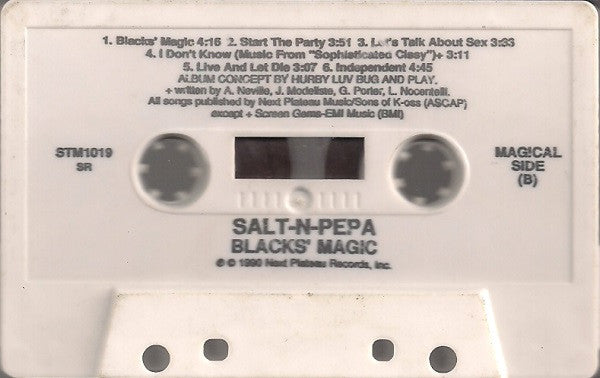 1. Blacks' Magic 4:16 2. Start The Party 3:51 3. Let's Talk About Sex 3:33
4. I Don't Know (Music From "Sophisticated Cissy")+ 3:11
5. Live And Let Die 3:07 6. Independent 4:45
ALBUM CONCEPT BY HURBY LUV BUG AND PLAY.
+ written by A. Neville, J. Modeliste, G. Porter, L. Nocentelli.
All songs published by Next Plateau Music/Sons of K-oss (ASCAP)
except + Screen Gems-EMI Music (BMI)
STM1019
SR
MAGICAL
SIDE
(B)
SALT-N-PEPA
BLACKS' MAGIC
℗ © 1990 Next Plateau Records, Inc.